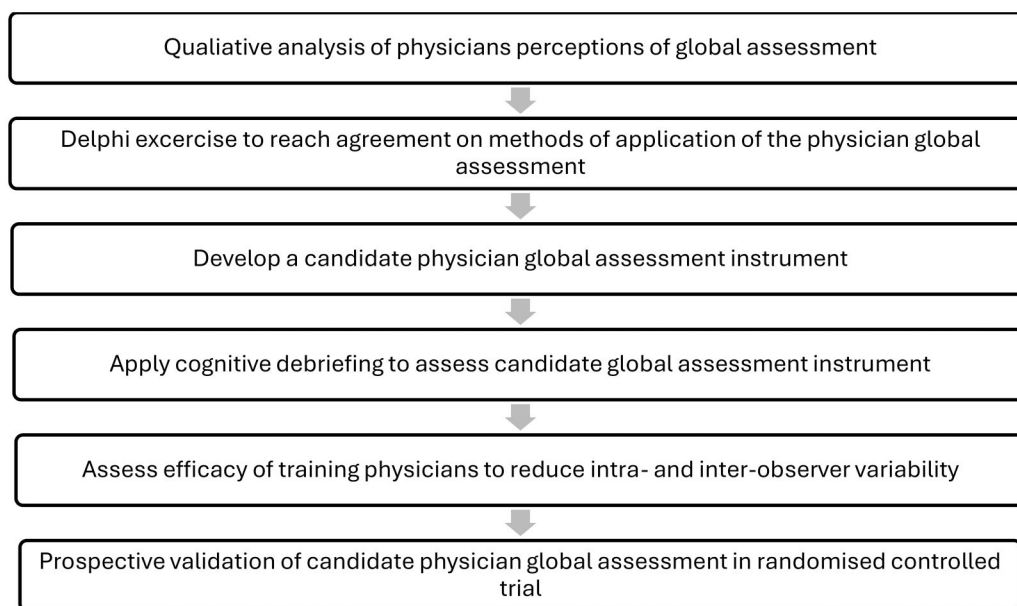 Qualiative analysis of physicians perceptions of global assessment
Delphi excercise to reach agreement on methods of application of the physician global
assessment
Develop a candidate physician global assessment instrument
Apply cognitive debriefing to assess candidate global assessment instrument
Assess efficacy of training physicians to reduce intra- and inter-observer variability
Prospective validation of candidate physician global assessment in randomised controlled
trial